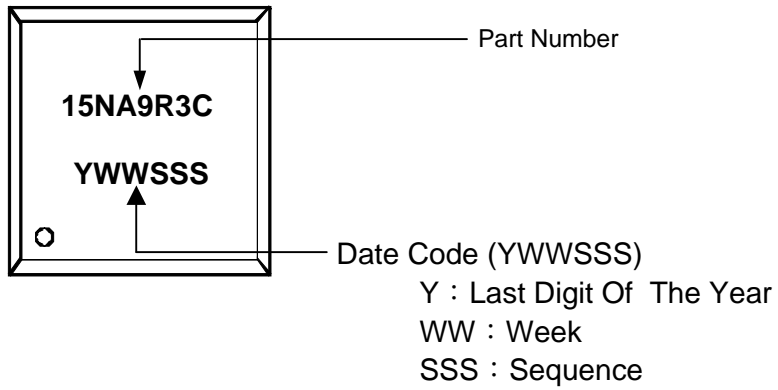 Part Number
15NA9R3C
YWWSSS
Date Code (YWWSSS)
Y：Last Digit Of The Year
WW：Week
SSS：Sequence